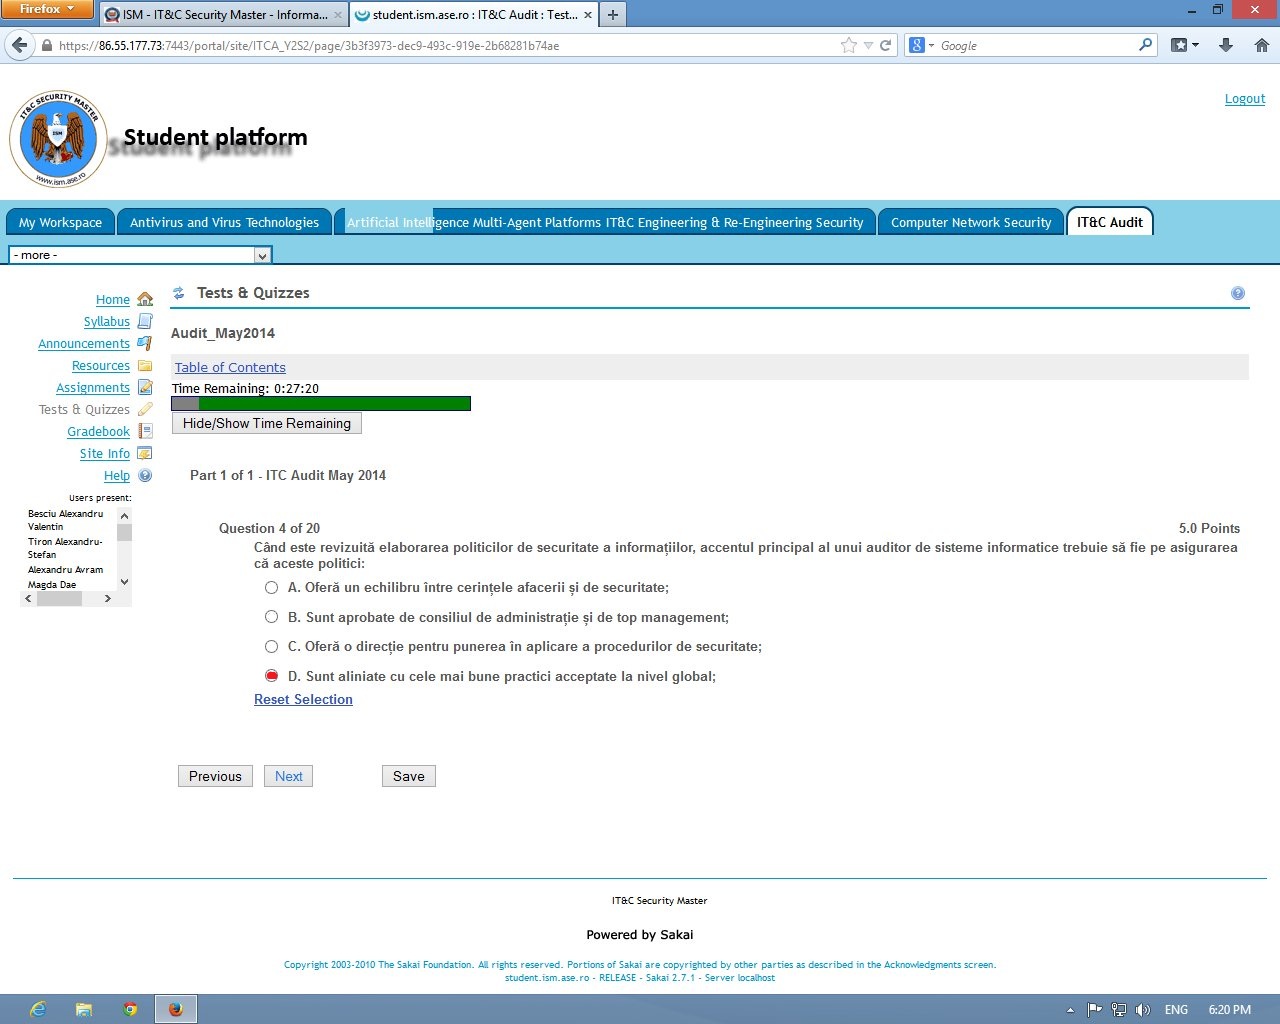 Firefox
ISM - IT&C Security Master - Informa...
student.ism.ase.ro : IT&C Audit : Test...
https://86.55.177.73:7443/portal/site/ITCA_Y2S2/page/3b3f3973-dec9-493c-919e-2b68281b74ae
Google
Logout
IT&C SECURITY MASTER
ISM
www.ism.ase.ro
Student platform
My Workspace
Antivirus and Virus Technologies
Artificial Intelligence Multi-Agent Platforms IT&C Engineering & Re-Engineering Security
Computer Network Security
IT&C Audit
- more -
Home
Syllabus
Announcements
Resources
Assignments
Tests & Quizzes
Gradebook
Site Info
Help
Users present:
Besciu Alexandru
Valentin
Tiron Alexandru-
Stefan
Alexandru Avram
Magda Dae
Tests & Quizzes
Audit_May2014
Table of Contents
Time Remaining: 0:27:20
Hide/Show Time Remaining
Part 1 of 1 - ITC Audit May 2014
Question 4 of 20
5.0 Points
Când este revizuită elaborarea politicilor de securitate a informațiilor, accentul principal al unui auditor de sisteme informatice trebuie să fie pe asigurarea
că aceste politici:
A. Oferă un echilibru între cerințele afacerii și de securitate;
B. Sunt aprobate de consiliul de administrație și de top management;
C. Oferă o direcție pentru punerea în aplicare a procedurilor de securitate;
D. Sunt aliniate cu cele mai bune practici acceptate la nivel global;
Reset Selection
Previous
Next
Save
IT&C Security Master
Powered by Sakai
Copyright 2003-2010 The Sakai Foundation. All rights reserved. Portions of Sakai are copyrighted by other parties as described in the Acknowledgments screen.
student.ism.ase.ro - RELEASE - Sakai 2.7.1 - Server localhost
ENG
6:20 PM